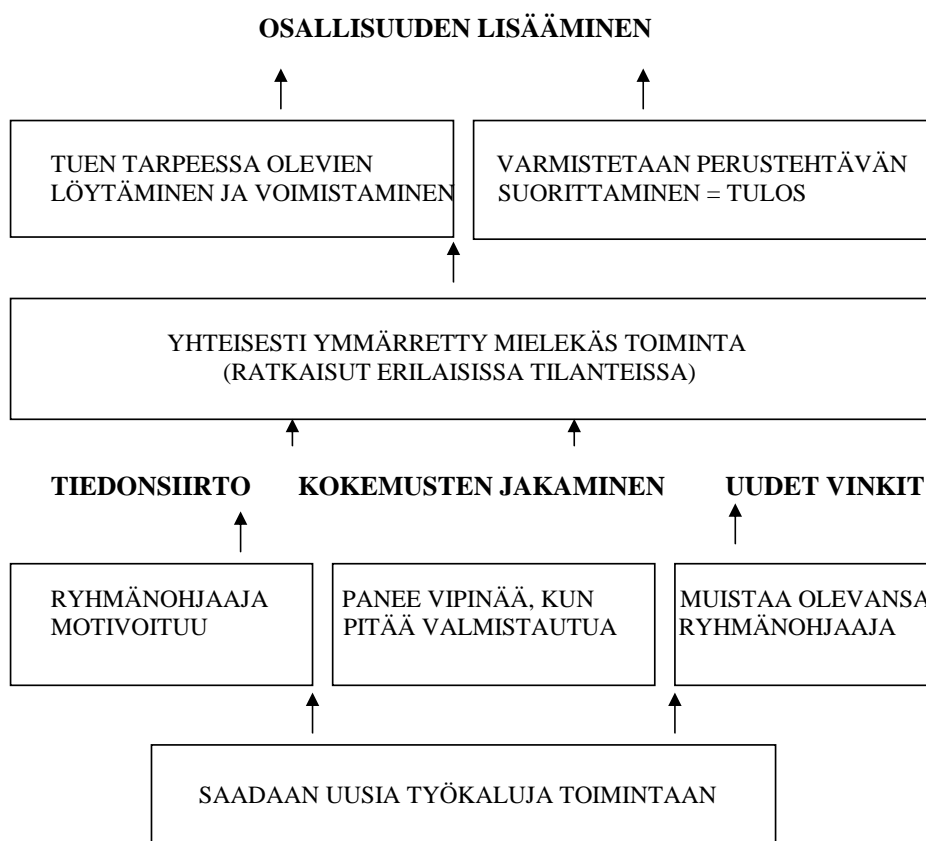 OSALLISUUDEN LISÄÄMINEN
TUEN TARPEESSA OLEVIEN
LÖYTÄMINEN JA VOIMISTAMINEN
VARMISTETAAN PERUSTEHTÄVÄN
SUORITTAMINEN = TULOS
YHTEISESTI YMMÄRRETTY MIELEKÄS TOIMINTA
(RATKAISUT ERILAISISSA TILANTEISSA)
TIEDONSIIRTO KOKEMUSTEN JAKAMINEN UUDET VINKIT
RYHMÄNOHJAAJA
MOTIVOITUU
PANEE VIPINÄÄ, KUN
PITÄÄ VALMISTAUTUA
MUISTAA OLEVANSA
RYHMÄNOHJAAJA
SAADAAN UUSIA TYÖKALUJA TOIMINTAAN